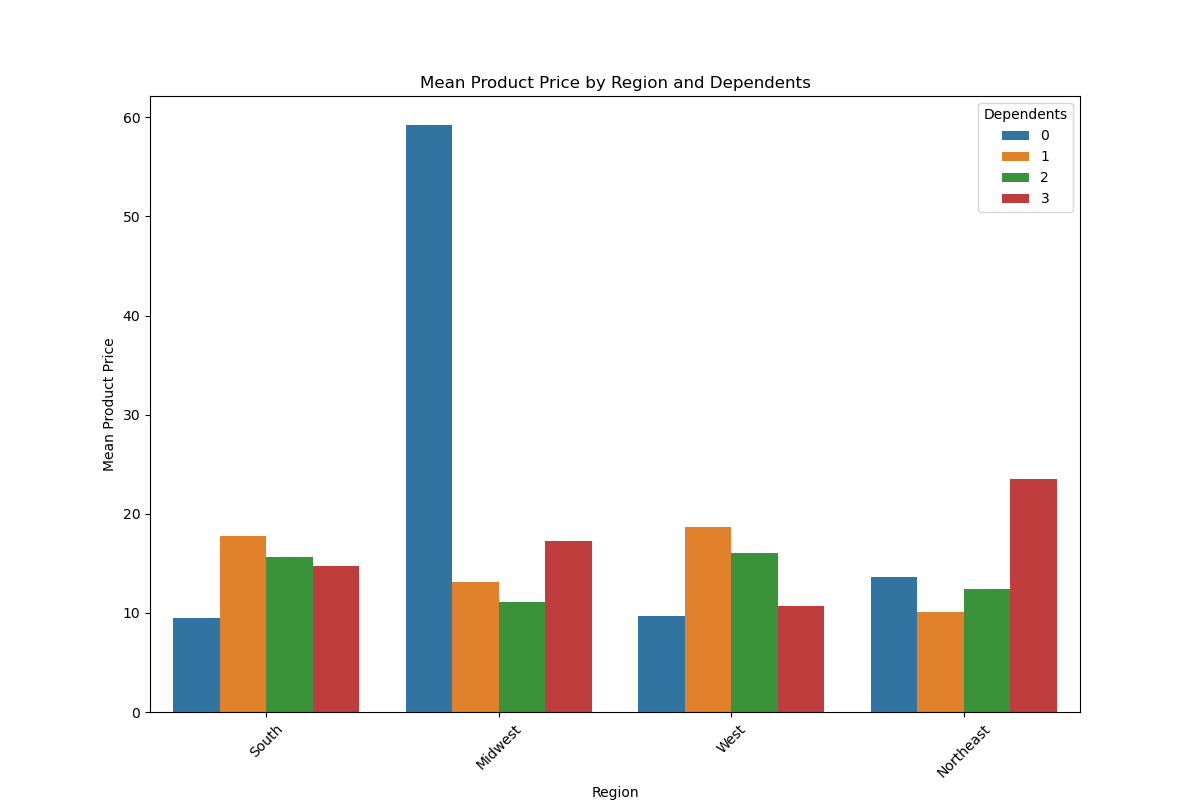 Mean Product Price by Region and Dependents
Dependents
0
1
2
3
Mean Product Price
60
50
40
30
20
10
0
South
Midwest
West
Northeast
Region